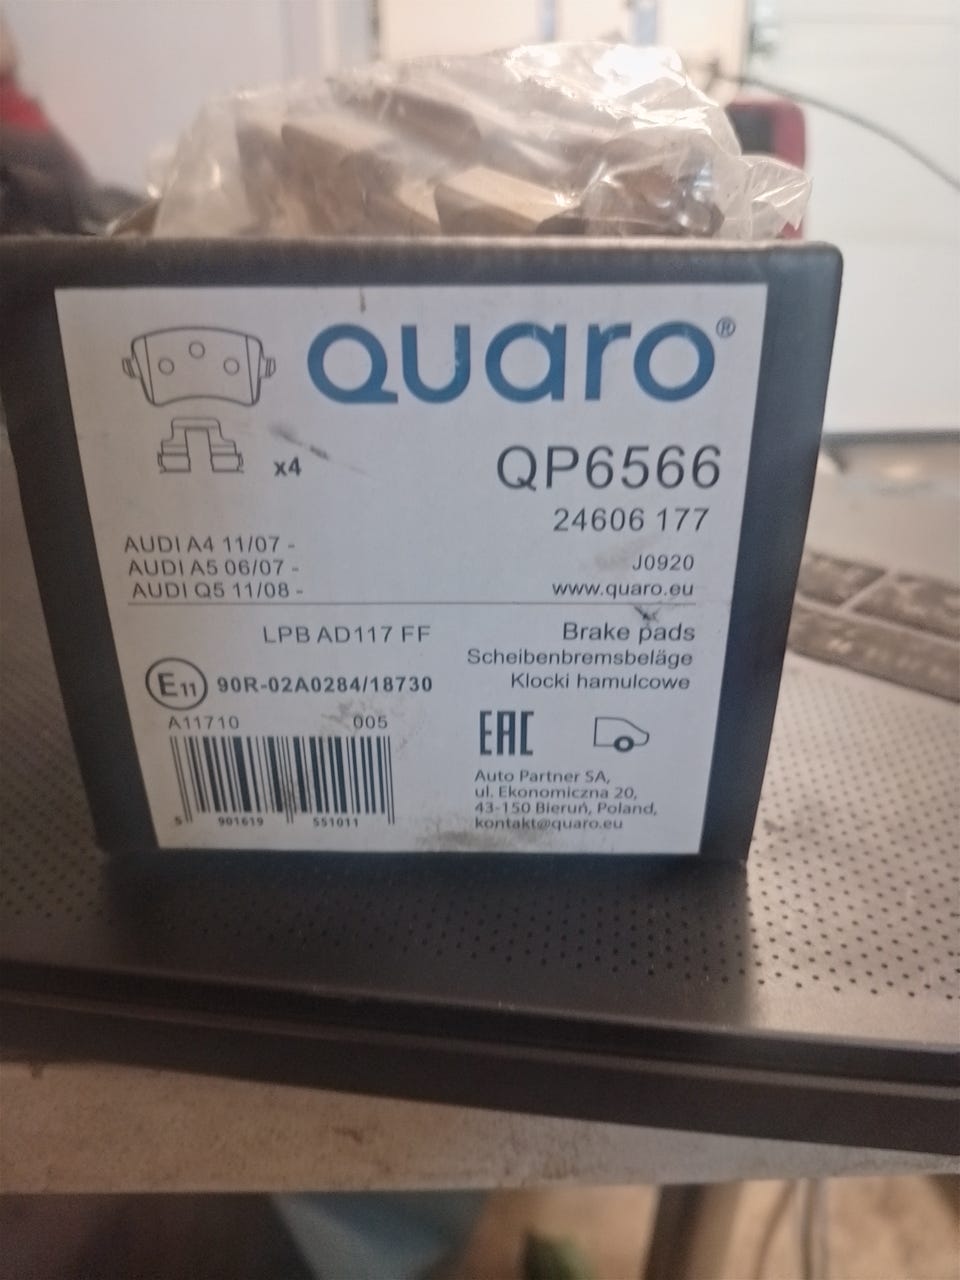 quaro®
x4
QP6566
24606 177
AUDI A4 11/07 -
AUDI A5 06/07 -
AUDI Q5 11/08 -
J0920
www.quaro.eu
LPB AD117 FF
Brake pads
Scheibenbremsbeläge
Klocki hamulcowe
E11 90R-02A0284/18730
A11710 005
5 901619 551011
EAC
Auto Partner SA,
ul. Ekonomiczna 20,
43-150 Bieruń, Poland,
kontakt@quaro.eu